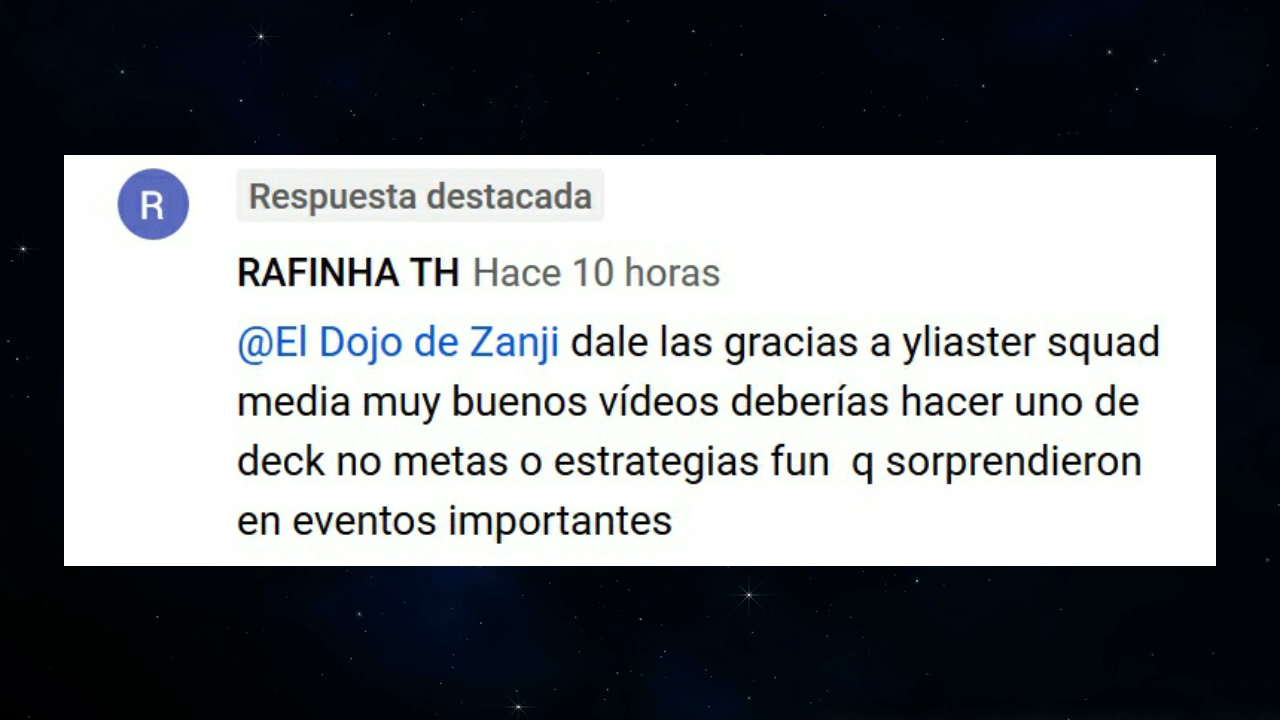 R
Respuesta destacada
RAFINHA TH Hace 10 horas
@El Dojo de Zanji dale las gracias a yliaster squad
media muy buenos vídeos deberías hacer uno de
deck no metas o estrategias fun  q sorprendieron
en eventos importantes